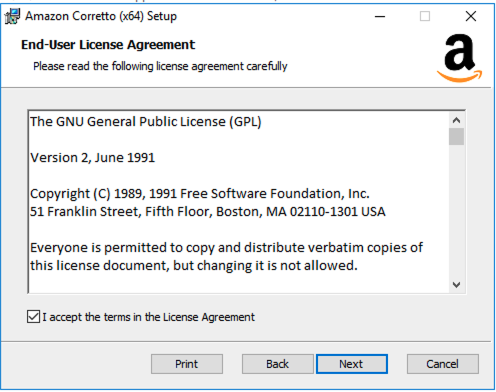 Amazon Corretto (x64) Setup
End-User License Agreement
Please read the following license agreement carefully
The GNU General Public License (GPL)
Version 2, June 1991
Copyright (C) 1989, 1991 Free Software Foundation, Inc.
51 Franklin Street, Fifth Floor, Boston, MA 02110-1301 USA
Everyone is permitted to copy and distribute verbatim copies of
this license document, but changing it is not allowed.
I accept the terms in the License Agreement
Print Back Next Cancel